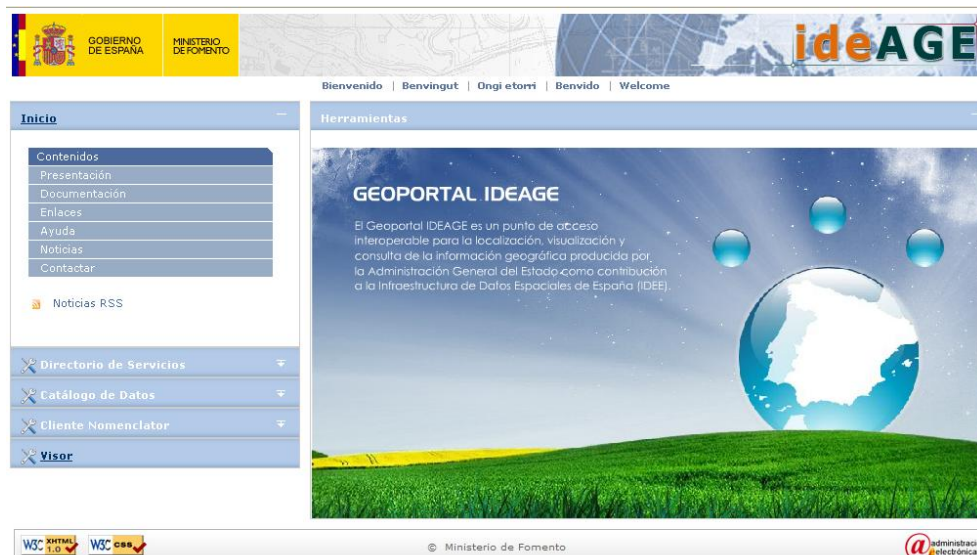 GOBIERNO
DE ESPAÑA
MINISTERIO
DE FOMENTO
ideAGE
Bienvenido | Benvingut | Ongi etorri | Benvido | Welcome
Inicio
Contenidos
Presentación
Documentación
Enlaces
Ayuda
Noticias
Contactar
Noticias RSS
Directorio de Servicios
Catálogo de Datos
Cliente Nomenclator
Visor
Herramientas
GEOPORTAL IDEAGE
El Geoportal IDEAGE es un punto de acceso
interoperable para la localización, visualización y
consulta de la información geográfica producida por
la Administración General del Estado como contribución
a la Infraestructura de Datos Espaciales de España (IDEE).
W3C XHTML 1.0
W3C css
© Ministerio de Fomento
administraci
electrónica